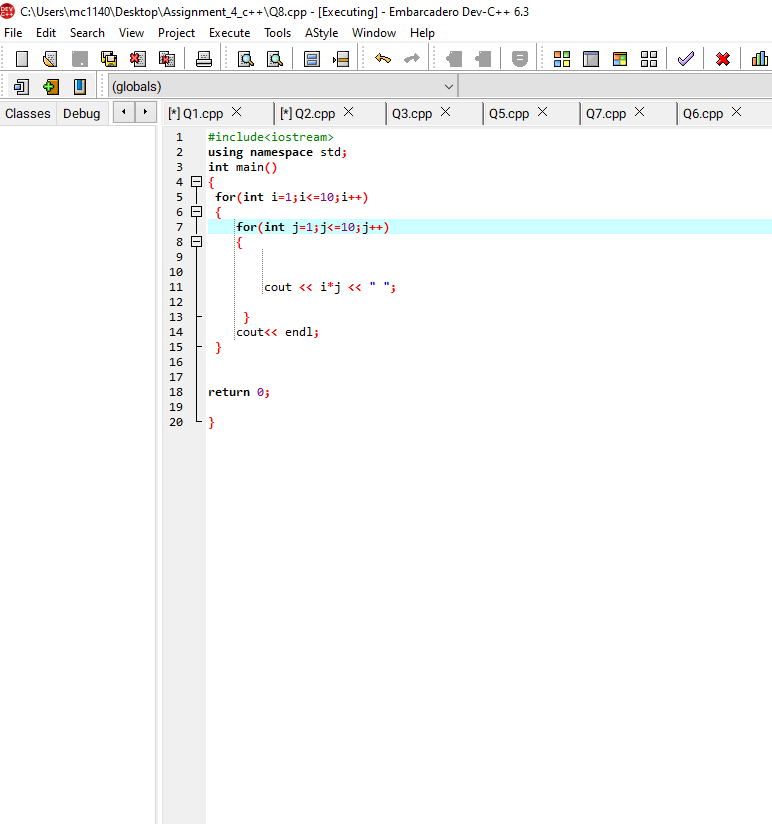 C:\Users\mc1140\Desktop\Assignment_4_c++\Q8.cpp - [Executing] - Embarcadero Dev-C++ 6.3
File Edit Search View Project Execute Tools AStyle Window Help
(globals)
Classes Debug [*] Q1.cpp [*] Q2.cpp Q3.cpp Q5.cpp Q7.cpp Q6.cpp
1 #include<iostream>
2 using namespace std;
3 int main()
4 {
5 for(int i=1;i<=10;i++)
6 {
7 for(int j=1;j<=10;j++)
8 {
9
10
11 cout << i*j << " ";
12
13 }
14 cout<< endl;
15 }
16
17
18 return 0;
19
20 }